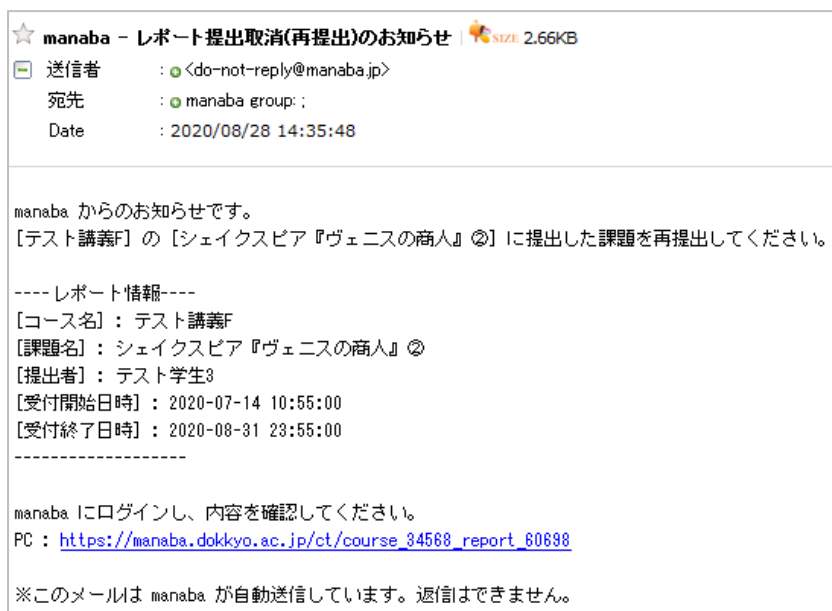 manaba - レポート提出取消(再提出)のお知らせ | SIZE 2.66KB
送信者 : <do-not-reply@manaba.jp>
宛先 : manaba group: ;
Date : 2020/08/28 14:35:48
manaba からのお知らせです。
[テスト講義F] の [シェイクスピア『ヴェニスの商人』②] に提出した課題を再提出してください。
----レポート情報----
[コース名] : テスト講義F
[課題名] : シェイクスピア『ヴェニスの商人』②
[提出者] : テスト学生3
[受付開始日時] : 2020-07-14 10:55:00
[受付終了日時] : 2020-08-31 23:55:00
-------------------
manaba にログインし、内容を確認してください。
PC : https://manaba.dokkyo.ac.jp/ct/course_34568_report_60698
※このメールは manaba が自動送信しています。返信はできません。